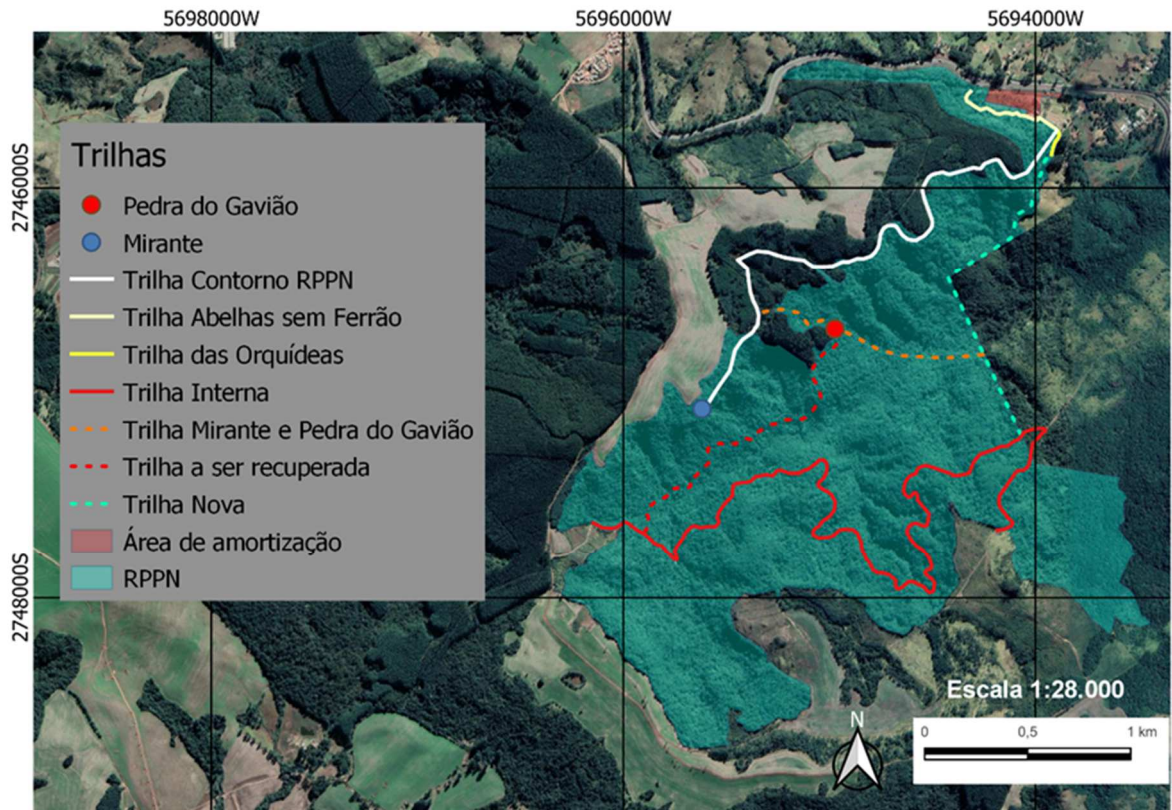 5698000W
5696000W
5694000W
2746000S
2748000S
Trilhas
Pedra do Gavião
Mirante
Trilha Contorno RPPN
Trilha Abelhas sem Ferrão
Trilha das Orquídeas
Trilha Interna
Trilha Mirante e Pedra do Gavião
Trilha a ser recuperada
Trilha Nova
Área de amortização
RPPN
Escala 1:28.000
N
0 0,5 1 km